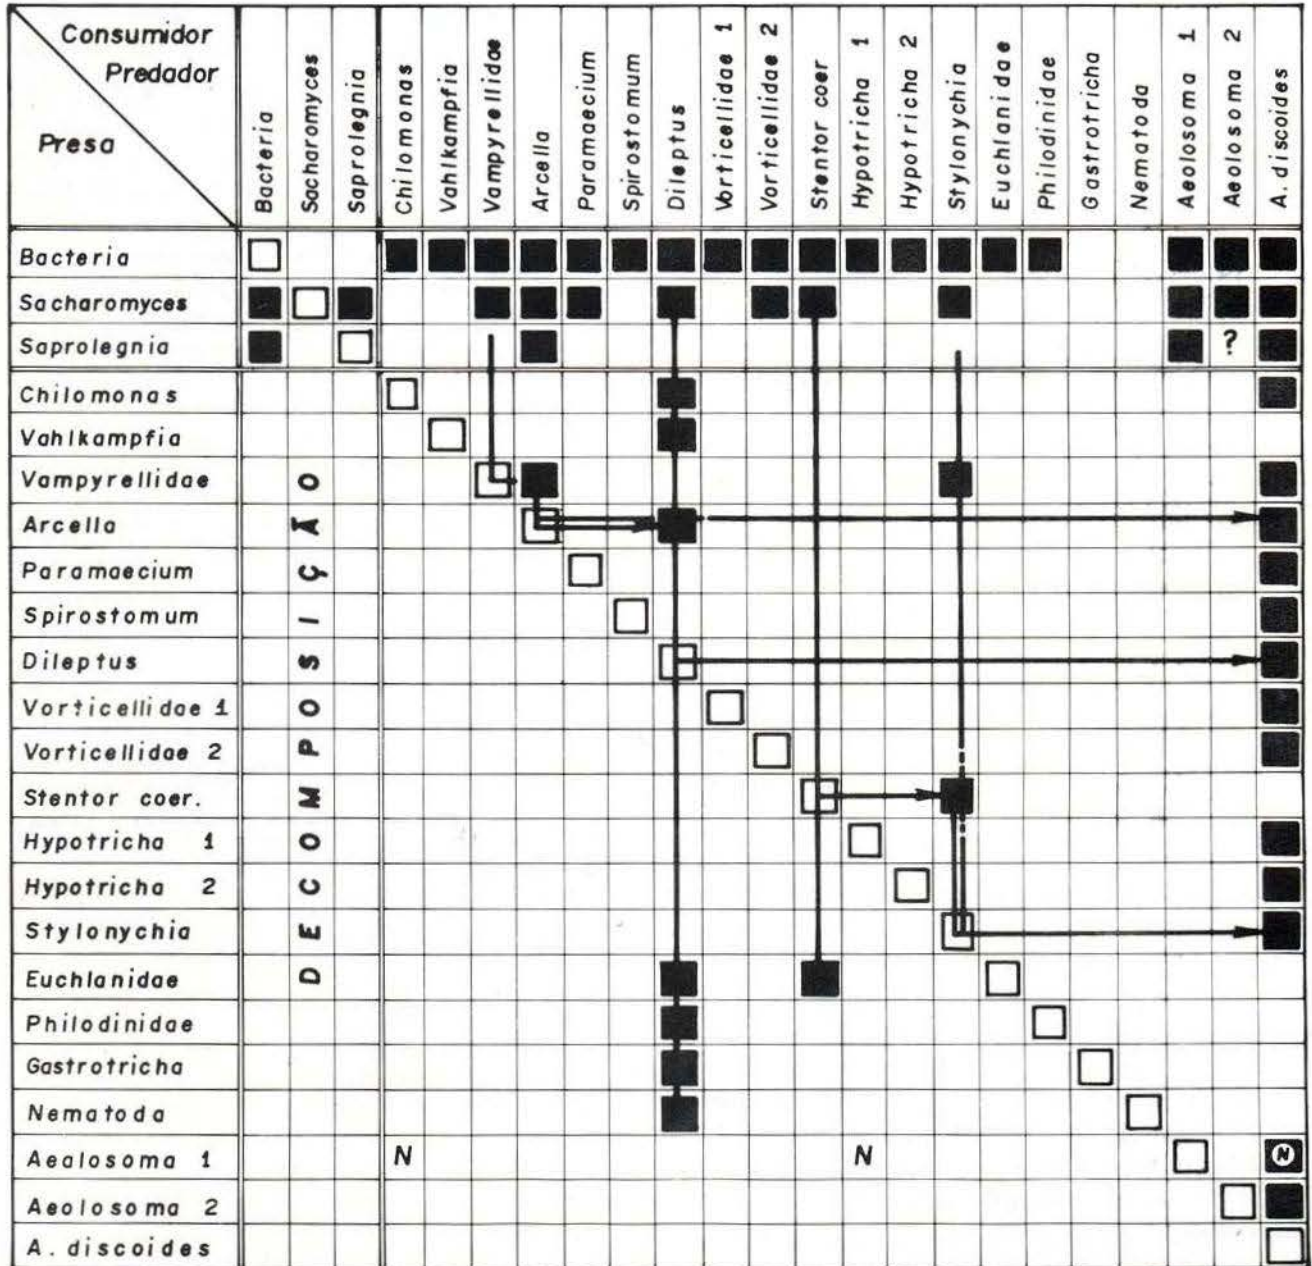 Consumidor
Predador
Presa
Bacteria
Sacharomyces
Saprolegnia
Chilomonas
Vahlkampfia
Vampyrellidae
Arcella
Paramaecium
Spirostomum
Dileptus
Vorticellidae 1
Vorticellidae 2
Stentor coer
Hypotricha 1
Hypotricha 2
Stylonychia
Euchlanidae
Philodinidae
Gastrotricha
Nematoda
Aeolosoma 1
Aeolosoma 2
A. discoides
Bacteria
Sacharomyces
Saprolegnia
?
Chilomonas
Vahlkampfia
Vampyrellidae
Arcella
Paramaecium
Spirostomum
Dileptus
Vorticellidae 1
Vorticellidae 2
Stentor coer.
Hypotricha 1
Hypotricha 2
Stylonychia
Euchlanidae
Philodinidae
Gastrotricha
Nematoda
Aealosoma 1
N
N
N
Aeolosoma 2
A. discoides
DECOMPOSIÇÃO